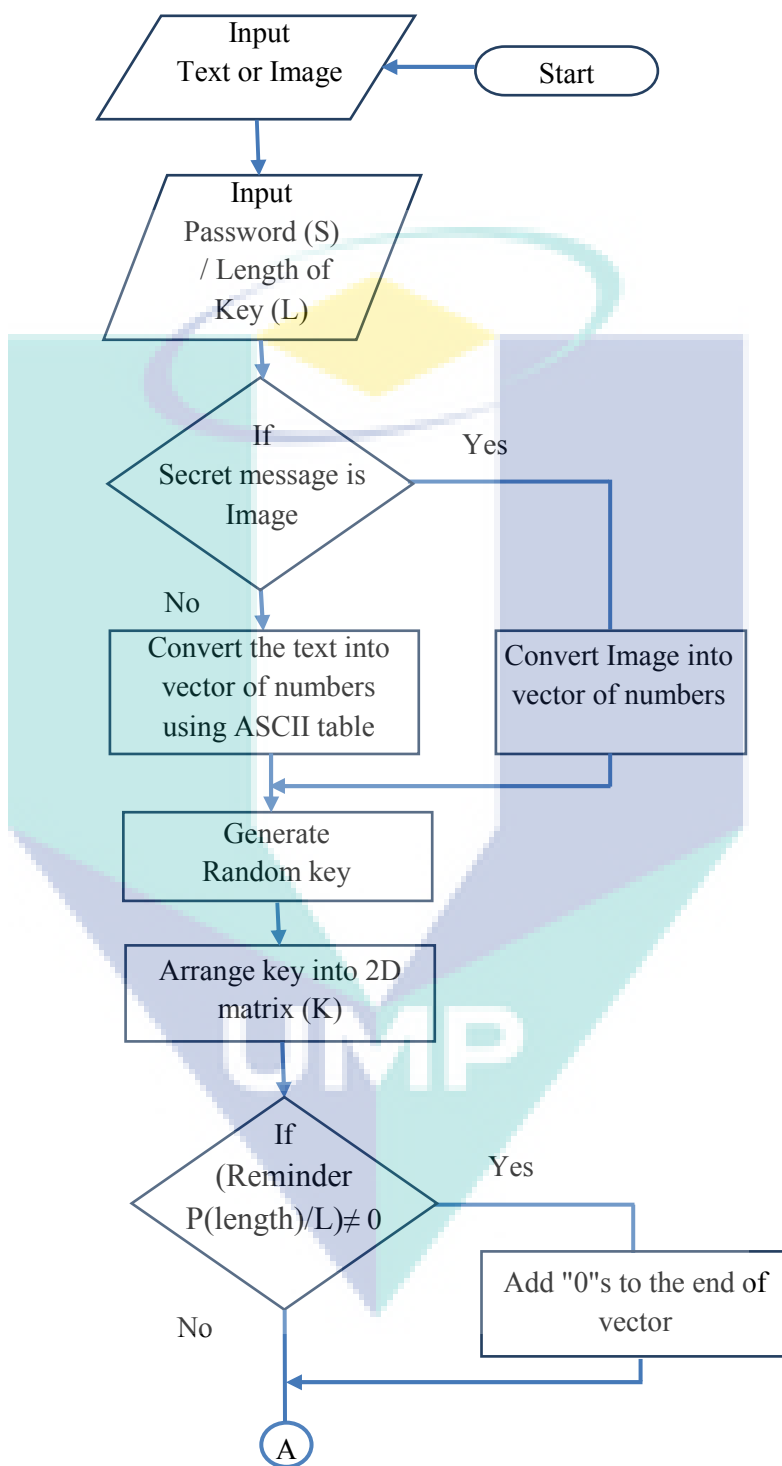 Start
Input
Text or Image
Input
Password (S)
/ Length of
Key (L)
If
Secret message is
Image
Yes
No
Convert the text into
vector of numbers
using ASCII table
Convert Image into
vector of numbers
Generate
Random key
Arrange key into 2D
matrix (K)
UMP
If
(Reminder
P(length)/L)≠ 0
Yes
Add "0"s to the end of
vector
No
A